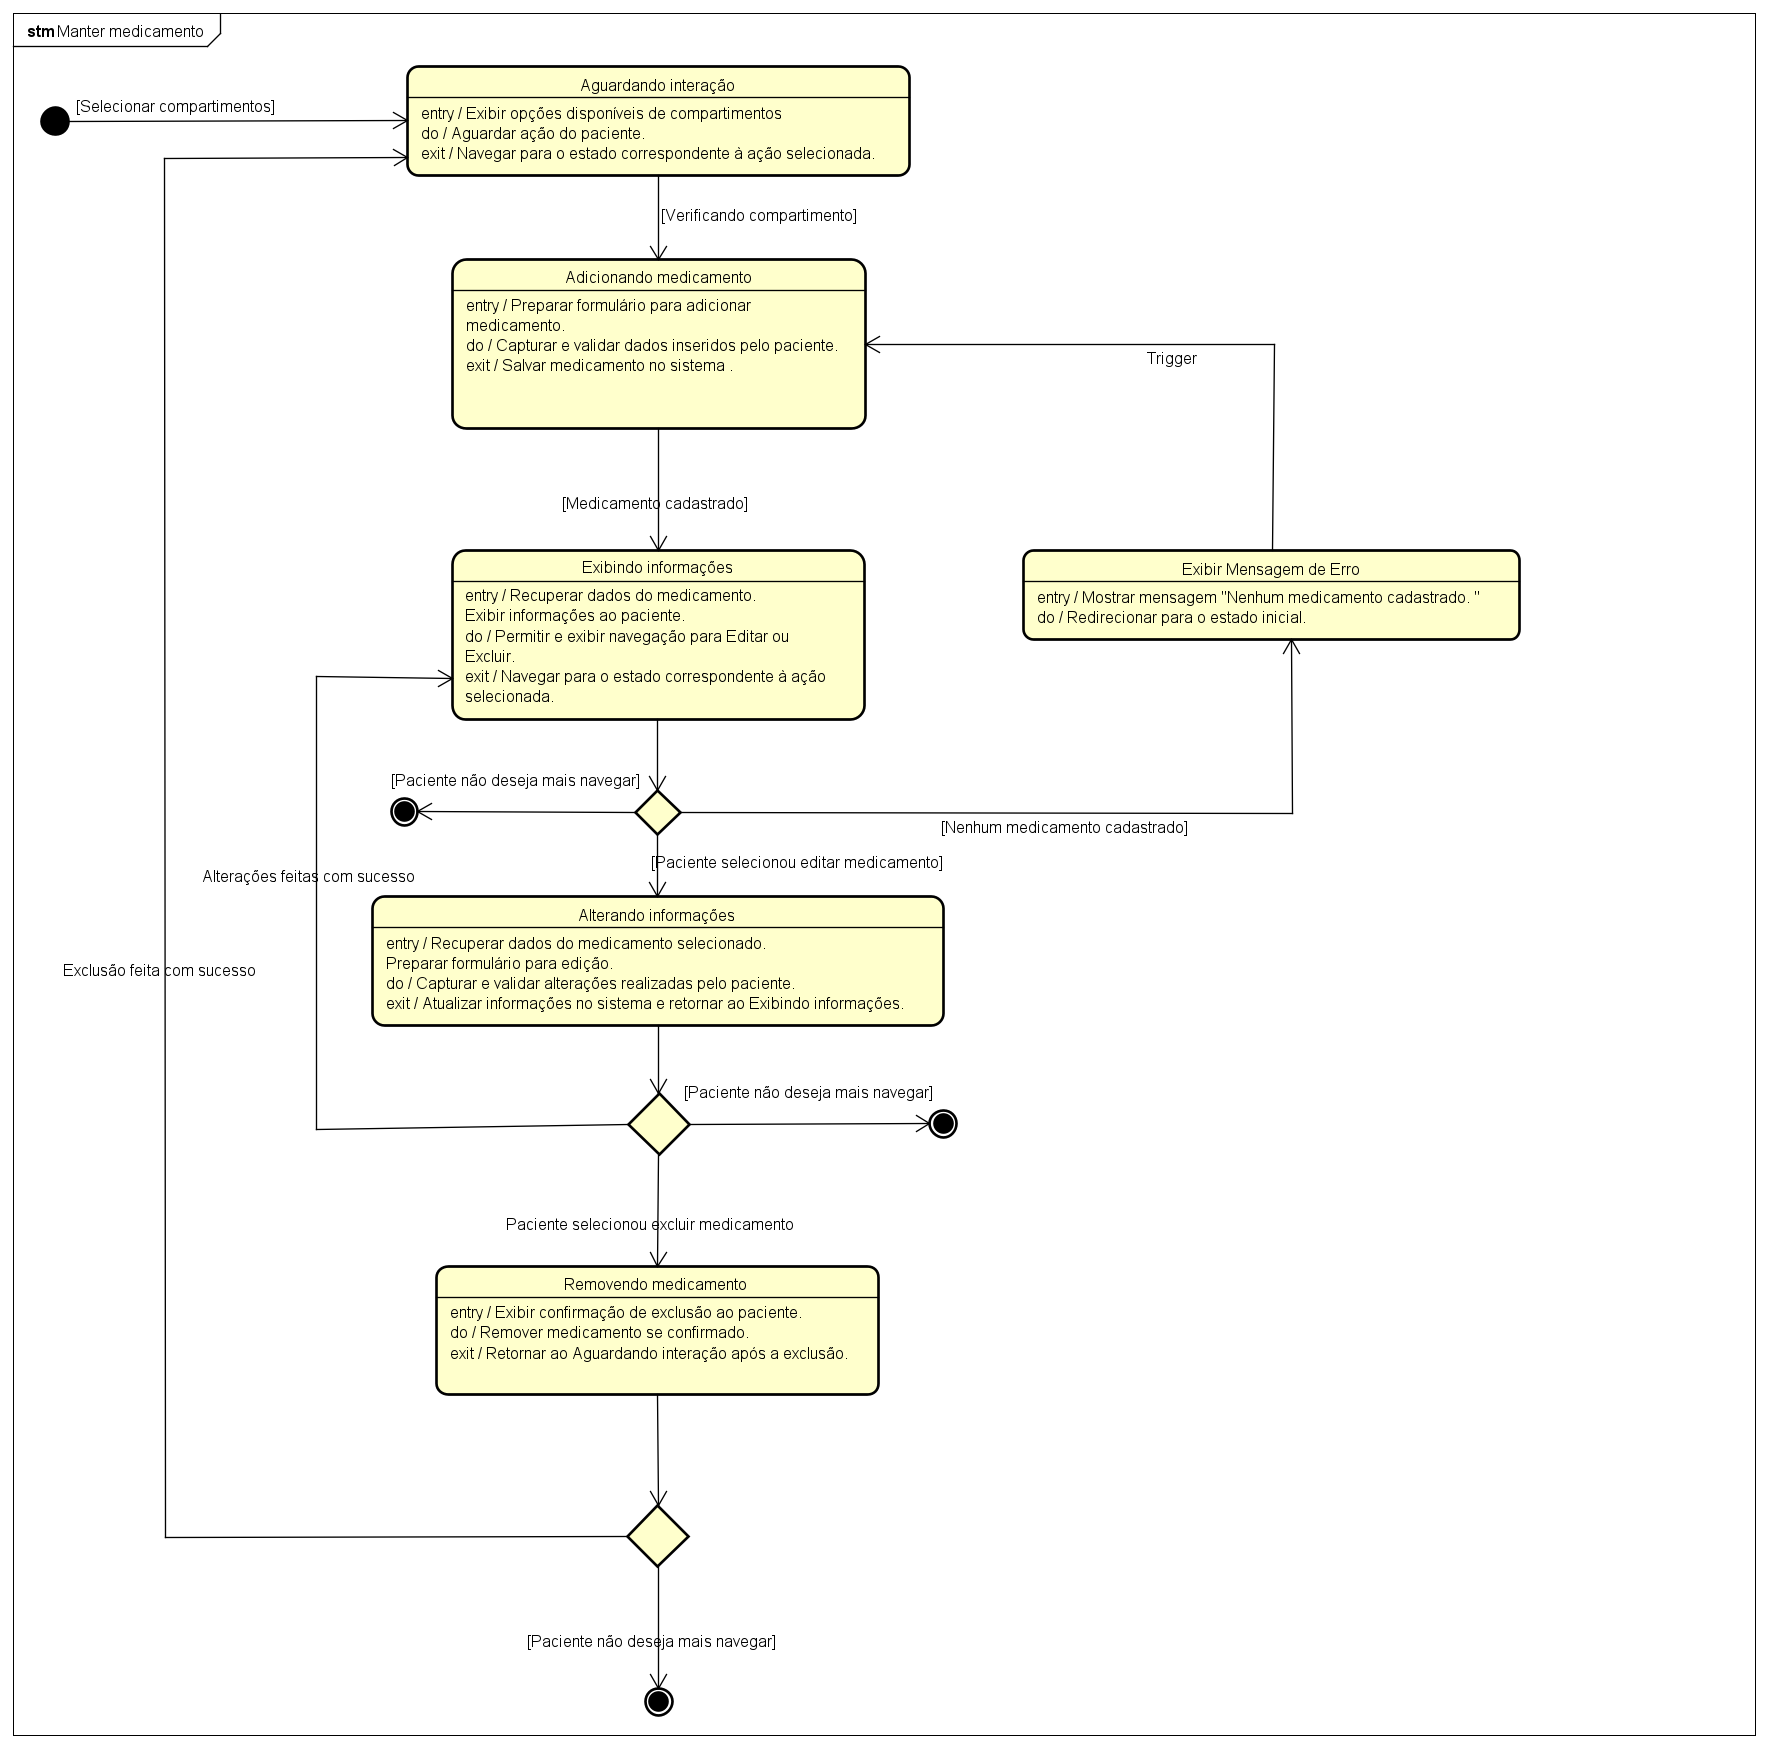 stm Manter medicamento
[Selecionar compartimentos]
Aguardando interação
entry / Exibir opções disponíveis de compartimentos
do / Aguardar ação do paciente.
exit / Navegar para o estado correspondente à ação selecionada.
[Verificando compartimento]
Adicionando medicamento
entry / Preparar formulário para adicionar
medicamento.
do / Capturar e validar dados inseridos pelo paciente.
exit / Salvar medicamento no sistema .
Trigger
[Medicamento cadastrado]
Exibindo informações
entry / Recuperar dados do medicamento.
Exibir informações ao paciente.
do / Permitir e exibir navegação para Editar ou
Excluir.
exit / Navegar para o estado correspondente à ação
selecionada.
Exibir Mensagem de Erro
entry / Mostrar mensagem "Nenhum medicamento cadastrado. "
do / Redirecionar para o estado inicial.
[Paciente não deseja mais navegar]
[Nenhum medicamento cadastrado]
[Paciente selecionou editar medicamento]
Alterações feitas com sucesso
Alterando informações
entry / Recuperar dados do medicamento selecionado.
Preparar formulário para edição.
do / Capturar e validar alterações realizadas pelo paciente.
exit / Atualizar informações no sistema e retornar ao Exibindo informações.
Exclusão feita com sucesso
[Paciente não deseja mais navegar]
Paciente selecionou excluir medicamento
Removendo medicamento
entry / Exibir confirmação de exclusão ao paciente.
do / Remover medicamento se confirmado.
exit / Retornar ao Aguardando interação após a exclusão.
[Paciente não deseja mais navegar]